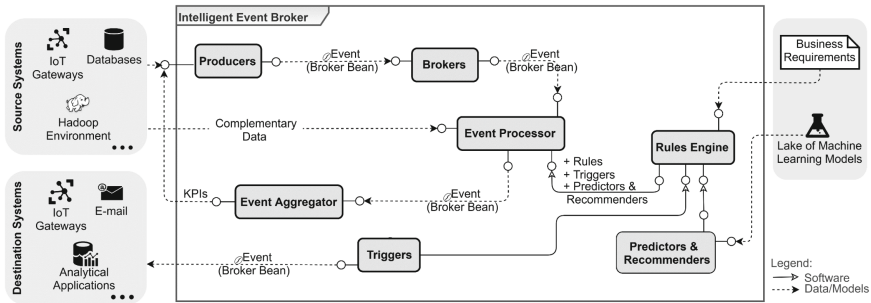 Intelligent Event Broker
Source Systems
IoT
Gateways
Databases
Hadoop
Environment
Producers
Event
(Broker Bean)
Brokers
Event
(Broker Bean)
Business
Requirements
Complementary
Data
Event Processor
Rules Engine
Lake of Machine
Learning Models
+ Rules
+ Triggers
+ Predictors &
Recommenders
Destination Systems
IoT
Gateways
E-mail
Analytical
Applications
KPIs
Event Aggregator
Event
(Broker Bean)
Event
(Broker Bean)
Triggers
Predictors &
Recommenders
Legend:
Software
Data/Models